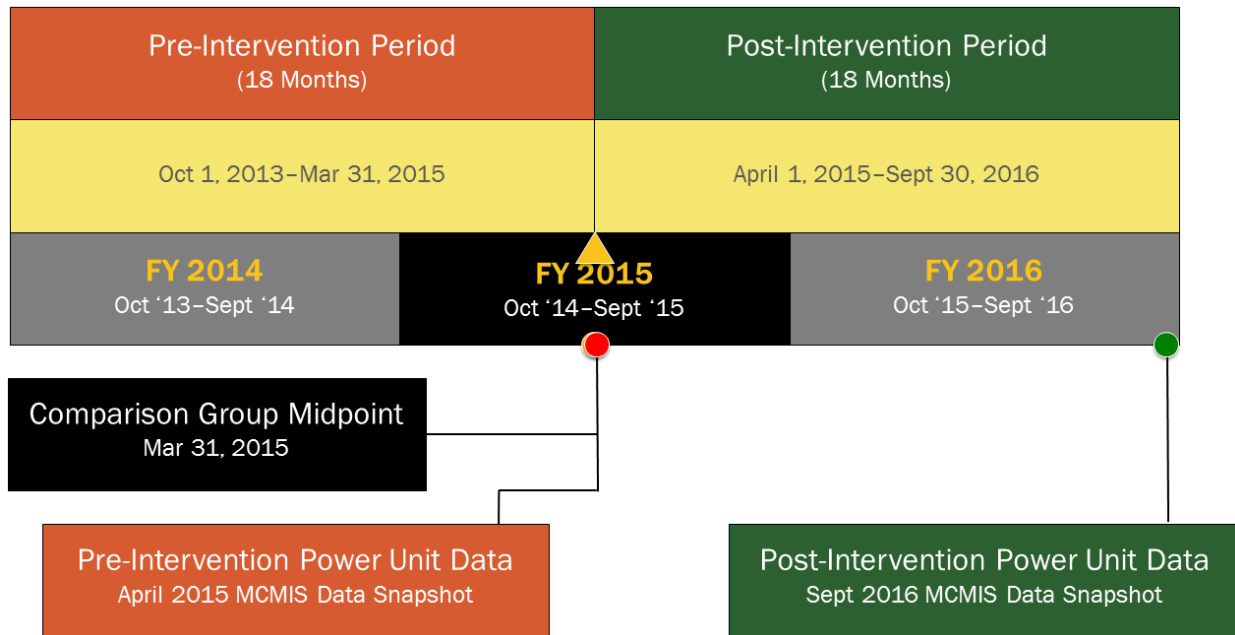 Pre-Intervention Period
(18 Months)
Post-Intervention Period
(18 Months)
Oct 1, 2013–Mar 31, 2015
April 1, 2015–Sept 30, 2016
FY 2014
Oct ‘13–Sept ‘14
FY 2015
Oct ‘14–Sept ‘15
FY 2016
Oct ‘15–Sept ‘16
Comparison Group Midpoint
Mar 31, 2015
Pre-Intervention Power Unit Data
April 2015 MCMIS Data Snapshot
Post-Intervention Power Unit Data
Sept 2016 MCMIS Data Snapshot